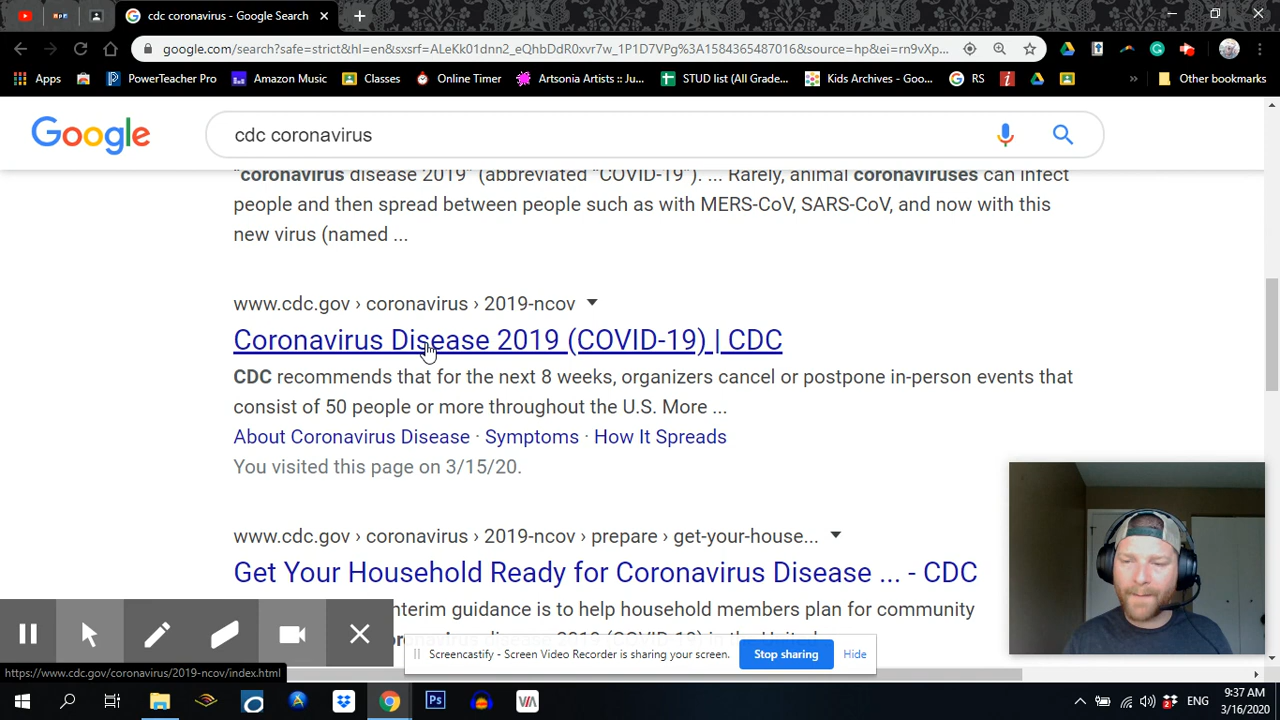 cdc coronavirus - Google Search
google.com/search?safe=strict&hl=en&sxsrf=ALeKk01dnn2_eQhbDdR0xvr7w_1P1D7VPg%3A1584365487016&source=hp&ei=rn9vXp...
Apps PowerTeacher Pro Amazon Music Classes Online Timer Artsonia Artists :: Ju... STUD list (All Grade... Kids Archives - Goo... RS » Other bookmarks
Google cdc coronavirus
"coronavirus disease 2019" (abbreviated "COVID-19"). ... Rarely, animal coronaviruses can infect
people and then spread between people such as with MERS-CoV, SARS-CoV, and now with this
new virus (named ...
www.cdc.gov › coronavirus › 2019-ncov
Coronavirus Disease 2019 (COVID-19) | CDC
CDC recommends that for the next 8 weeks, organizers cancel or postpone in-person events that
consist of 50 people or more throughout the U.S. More ...
About Coronavirus Disease · Symptoms · How It Spreads
You visited this page on 3/15/20.
www.cdc.gov › coronavirus › 2019-ncov › prepare › get-your-house...
Get Your Household Ready for Coronavirus Disease ... - CDC
interim guidance is to help household members plan for community
Screencastify - Screen Video Recorder is sharing your screen. Stop sharing Hide
https://www.cdc.gov/coronavirus/2019-ncov/index.html
Ps VIA ENG 9:37 AM
3/16/2020